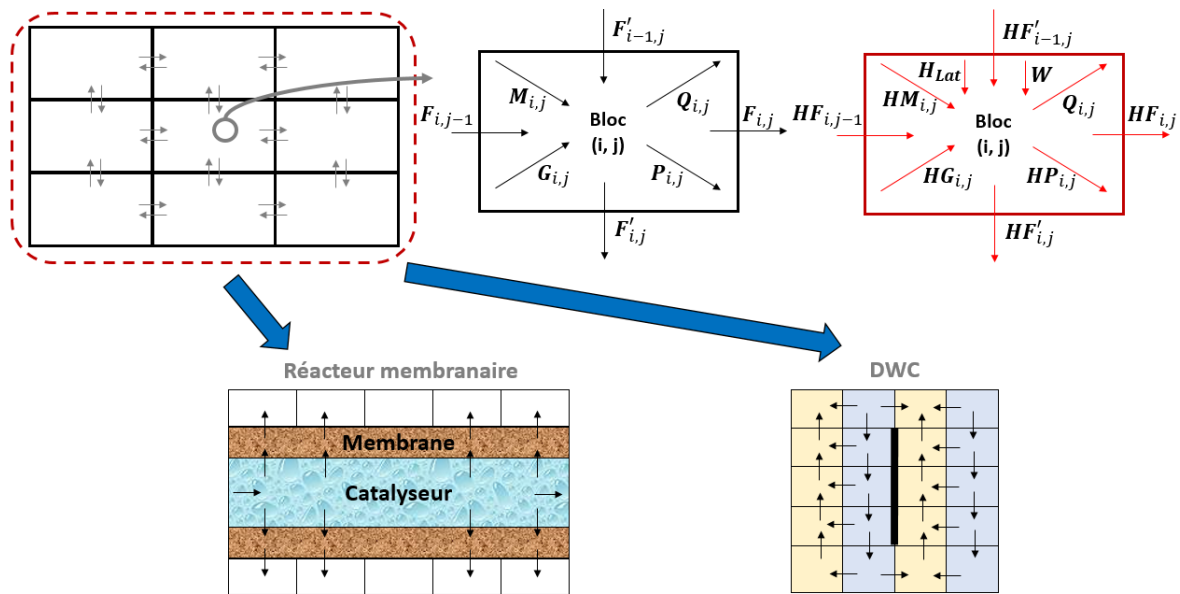 F'i−1,j
Mi,j
Qi,j
Fi,j−1
Bloc
(i, j)
Fi,j
Gi,j
Pi,j
F'i,j
HF'i−1,j
HLat
W
HMi,j
Qi,j
HFi,j−1
Bloc
(i, j)
HFi,j
HGi,j
HPi,j
HF'i,j
Réacteur membranaire
Membrane
Catalyseur
DWC